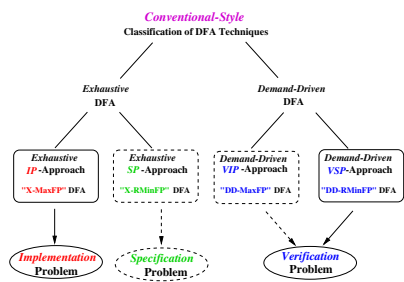 Conventional-Style
Classification of DFA Techniques
Exhaustive
DFA
Demand-Driven
DFA
Exhaustive
IP-Approach
"X-MaxFP" DFA
Exhaustive
SP-Approach
"X-RMinFP" DFA
Demand-Driven
VIP-Approach
"DD-MaxFP" DFA
Demand-Driven
VSP-Approach
"DD-RMinFP" DFA
Implementation
Problem
Specification
Problem
Verification
Problem